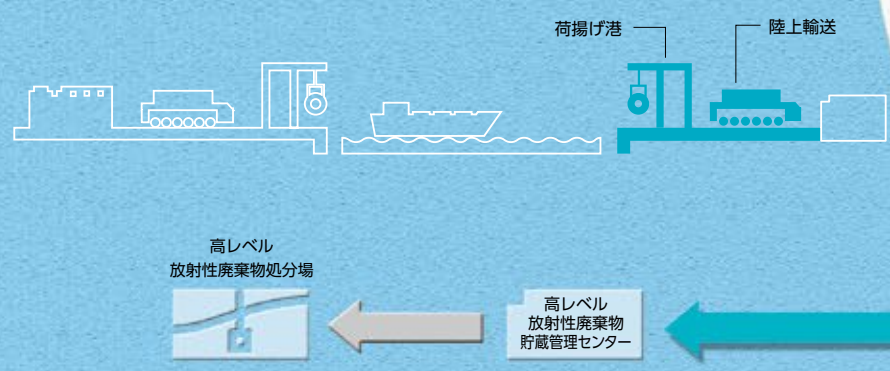 荷揚げ港
陸上輸送
高レベル
放射性廃棄物処分場
高レベル
放射性廃棄物
貯蔵管理センター